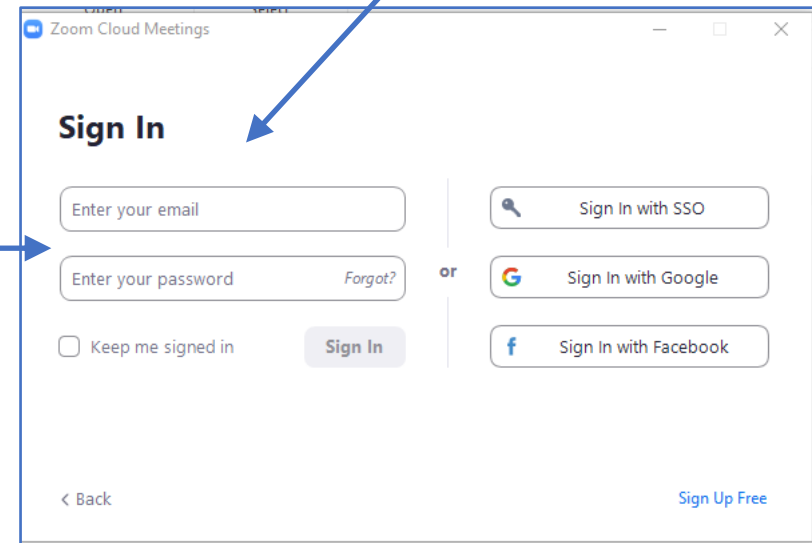 Zoom Cloud Meetings
Sign In
Enter your email
Enter your password Forgot?
Keep me signed in Sign In
or
Sign In with SSO
Sign In with Google
Sign In with Facebook
< Back
Sign Up Free